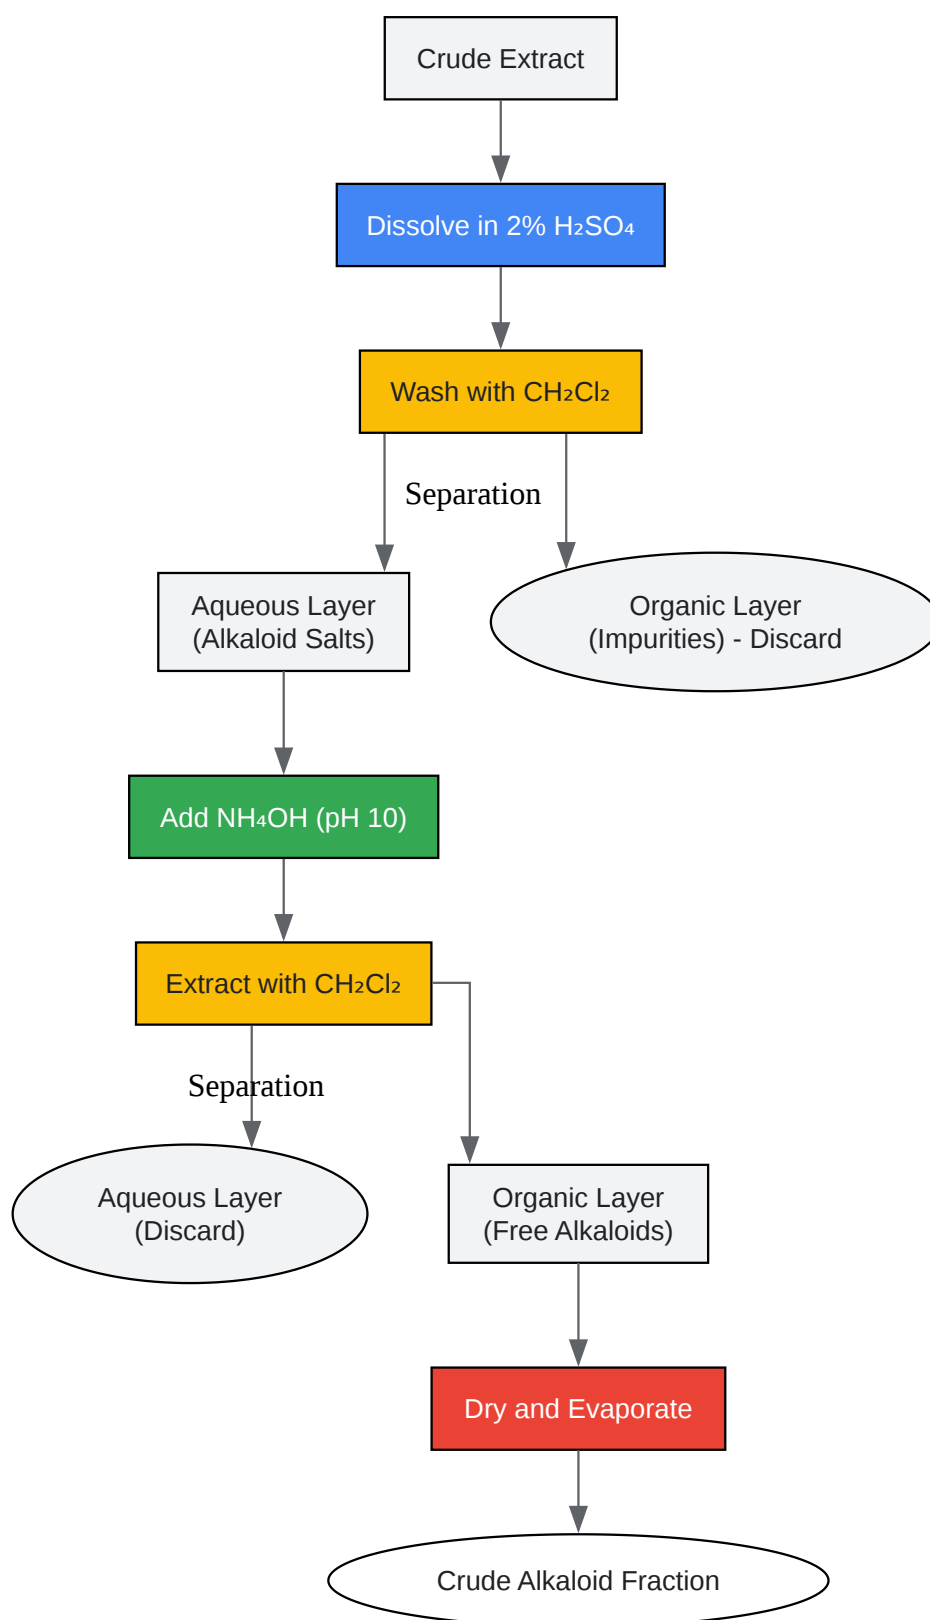 Crude Extract
Dissolve in 2% H₂SO₄
Wash with CH₂Cl₂
Separation
Aqueous Layer
(Alkaloid Salts)
Organic Layer
(Impurities) - Discard
Add NH₄OH (pH 10)
Extract with CH₂Cl₂
Separation
Aqueous Layer
(Discard)
Organic Layer
(Free Alkaloids)
Dry and Evaporate
Crude Alkaloid Fraction